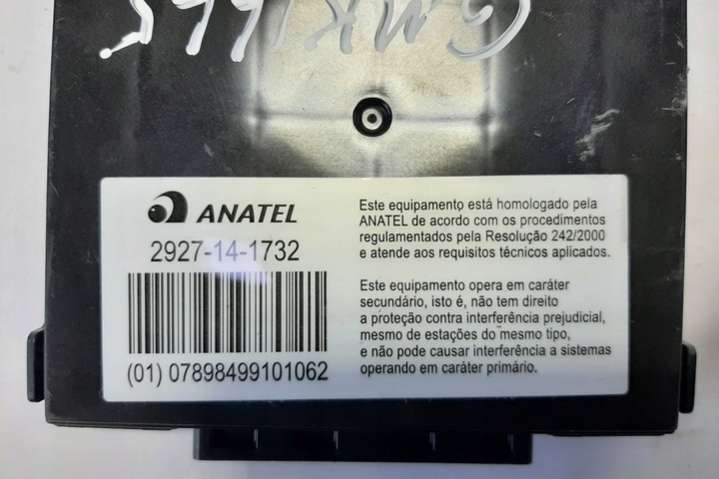 ANATEL
2927-14-1732
(01) 07898499101062
Este equipamento está homologado pela
ANATEL de acordo com os procedimentos
regulamentados pela Resolução 242/2000
e atende aos requisitos técnicos aplicados.
Este equipamento opera em caráter
secundário, isto é, não tem direito
a proteção contra interferência prejudicial,
mesmo de estações do mesmo tipo,
e não pode causar interferência a sistemas
operando em caráter primário.